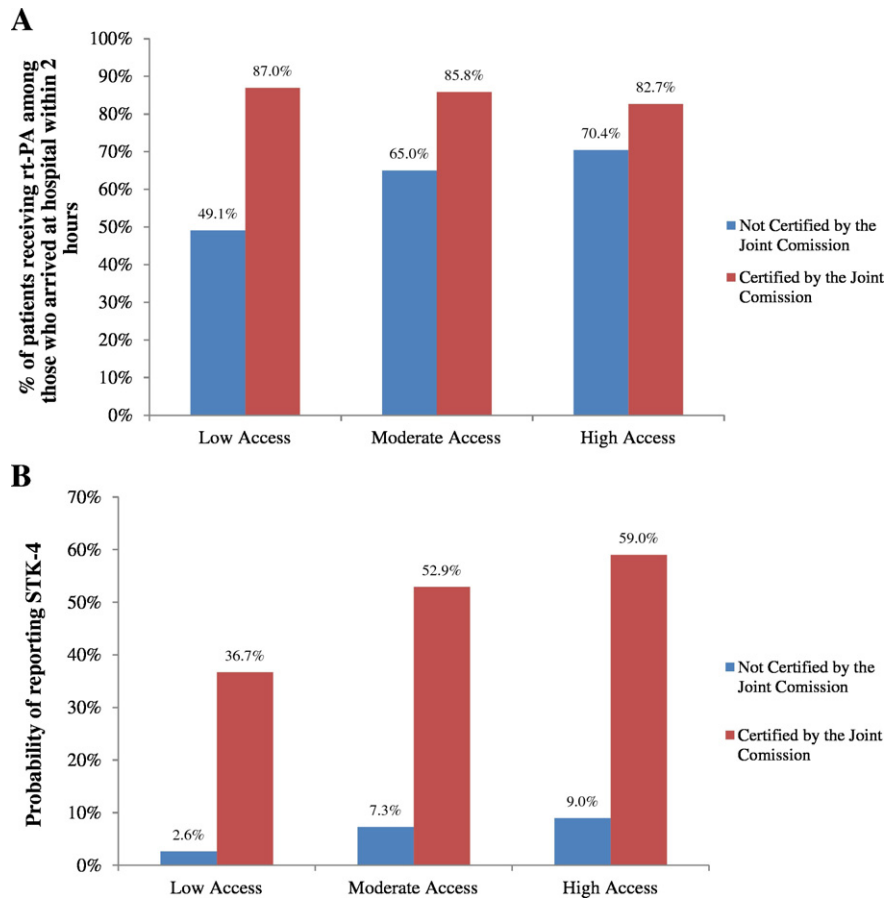 A
% of patients receiving rt-PA among
those who arrived at hospital within 2
hours
100%
90%
80%
70%
60%
50%
40%
30%
20%
10%
0%
49.1%
87.0%
65.0%
85.8%
70.4%
82.7%
Low Access
Moderate Access
High Access
Not Certified by the
Joint Comission
Certified by the Joint
Comission
B
Probability of reporting STK-4
70%
60%
50%
40%
30%
20%
10%
0%
2.6%
36.7%
7.3%
52.9%
9.0%
59.0%
Low Access
Moderate Access
High Access
Not Certified by the
Joint Comission
Certified by the Joint
Comission